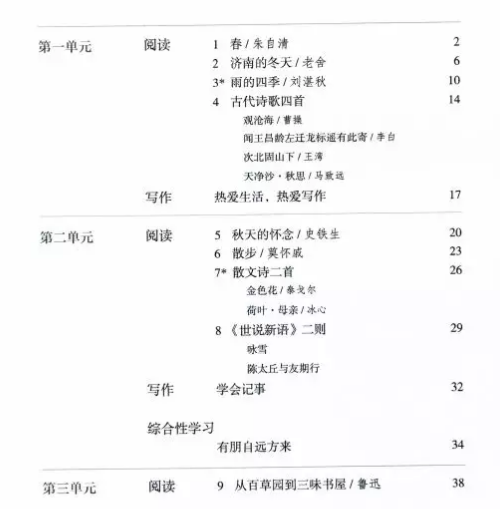 第一单元 阅读 1 春/朱自清 2
2 济南的冬天/老舍 6
3* 雨的四季/刘湛秋 10
4 古代诗歌四首 14
观沧海/曹操
闻王昌龄左迁龙标遥有此寄/李白
次北固山下/王湾
天净沙·秋思/马致远
写作 热爱生活，热爱写作 17
第二单元 阅读 5 秋天的怀念/史铁生 20
6 散步/莫怀戚 23
7* 散文诗二首 26
金色花/泰戈尔
荷叶·母亲/冰心
8 《世说新语》二则 29
咏雪
陈太丘与友期行
写作 学会记事 32
综合性学习
有朋自远方来 34
第三单元 阅读 9 从百草园到三味书屋/鲁迅 38